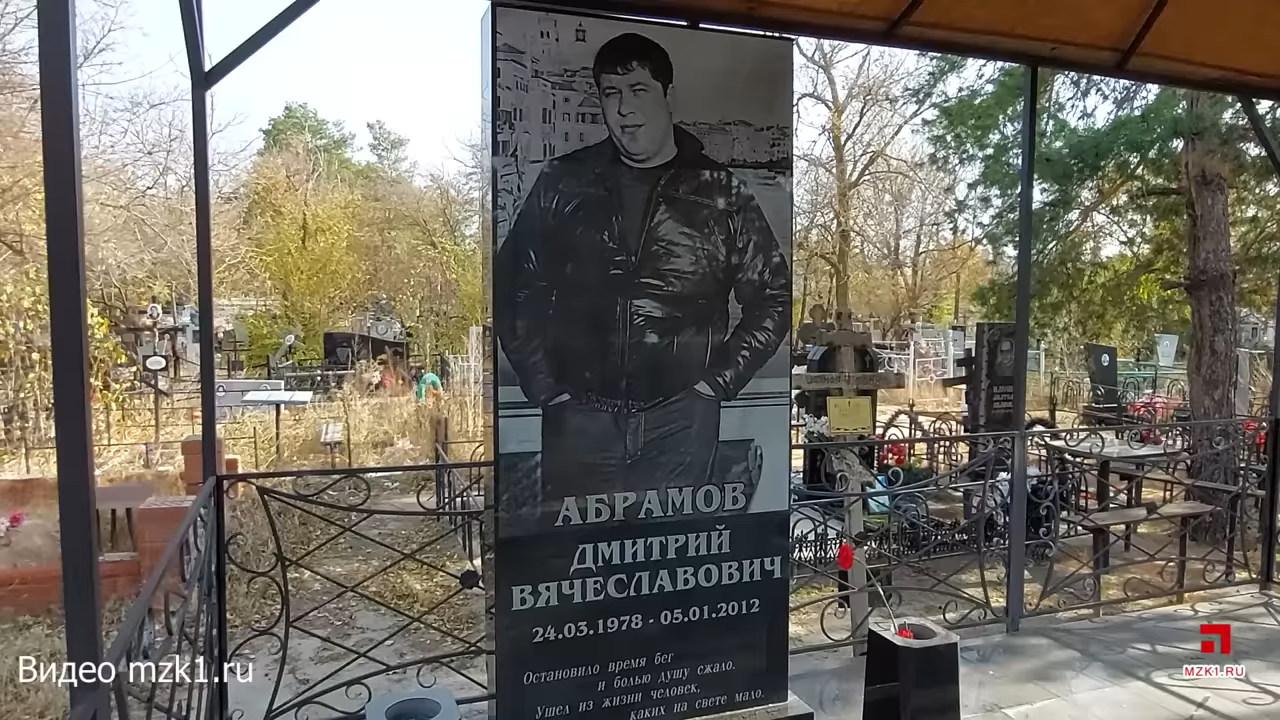 АБРАМОВ
ДМИТРИЙ
ВЯЧЕСЛАВОВИЧ
24.03.1978 - 05.01.2012
Остановило время бег
и болью душу сжало.
Ушел из жизни человек,
каких на свете мало.
Видео mzk1.ru
MZK1.RU